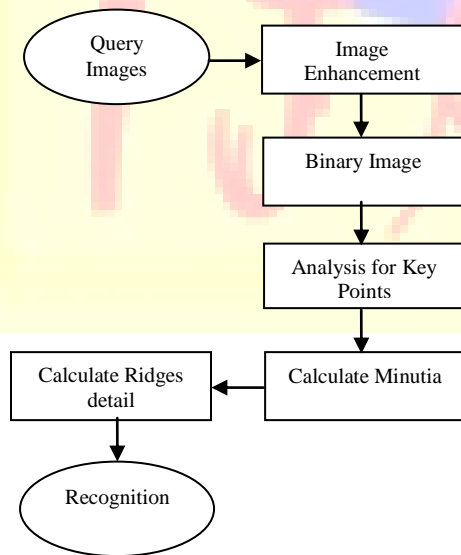 Query
Images
Image
Enhancement
Binary Image
Analysis for Key
Points
Calculate Minutia
Calculate Ridges
detail
Recognition